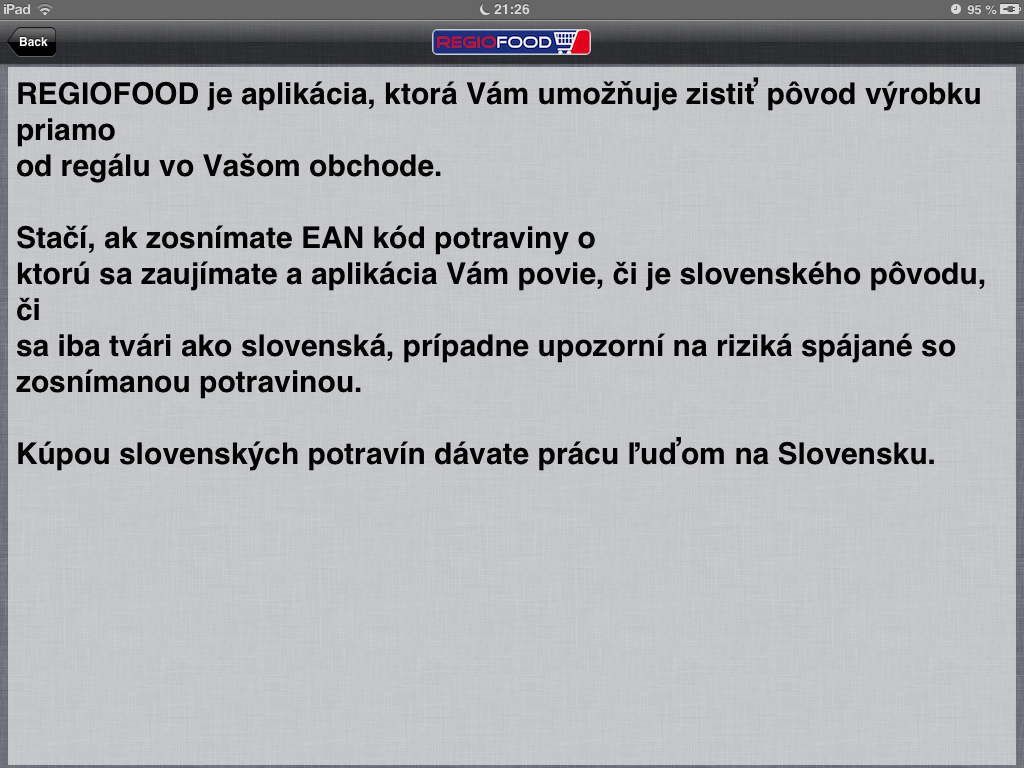 iPad 21:26 95 %
Back REGIOFOOD
REGIOFOOD je aplikácia, ktorá Vám umožňuje zistiť pôvod výrobku
priamo
od regálu vo Vašom obchode.
Stačí, ak zosnímate EAN kód potraviny o
ktorú sa zaujímate a aplikácia Vám povie, či je slovenského pôvodu,
či
sa iba tvári ako slovenská, prípadne upozorní na riziká spájané so
zosnímanou potravinou.
Kúpou slovenských potravín dávate prácu ľuďom na Slovensku.